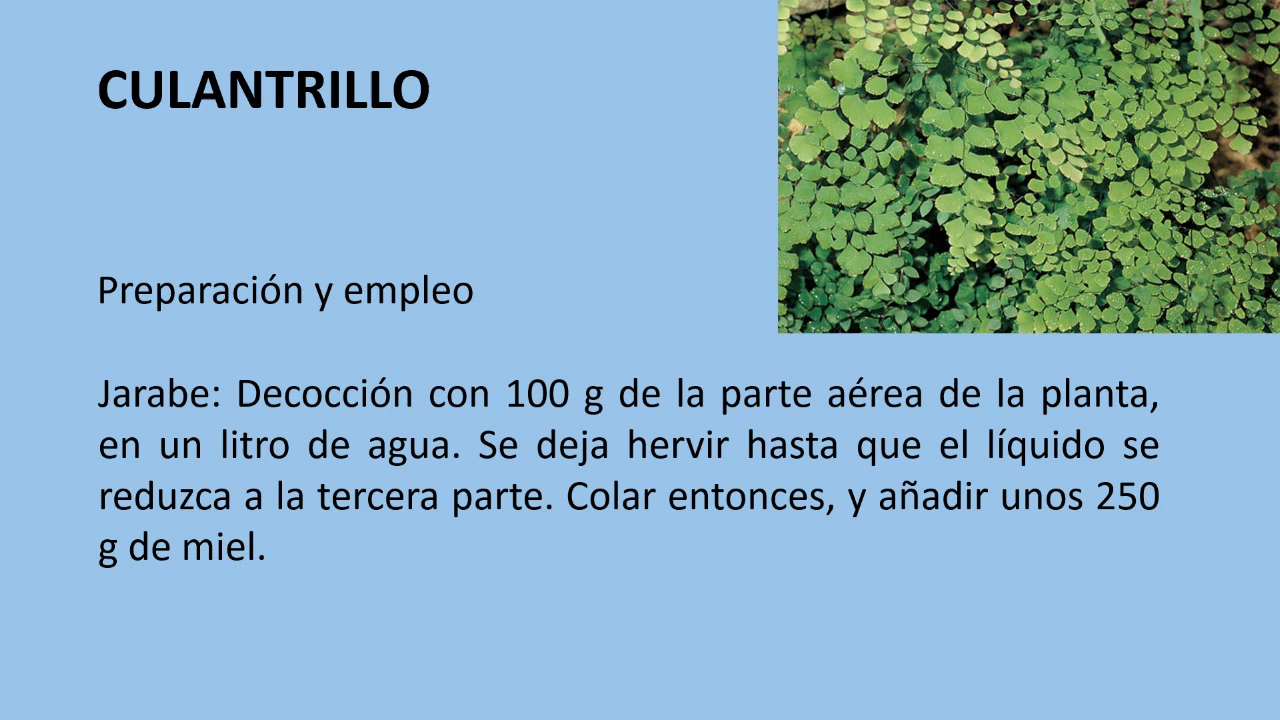 CULANTRILLO
Preparación y empleo
Jarabe: Decocción con 100 g de la parte aérea de la planta,
en un litro de agua. Se deja hervir hasta que el líquido se
reduzca a la tercera parte. Colar entonces, y añadir unos 250
g de miel.